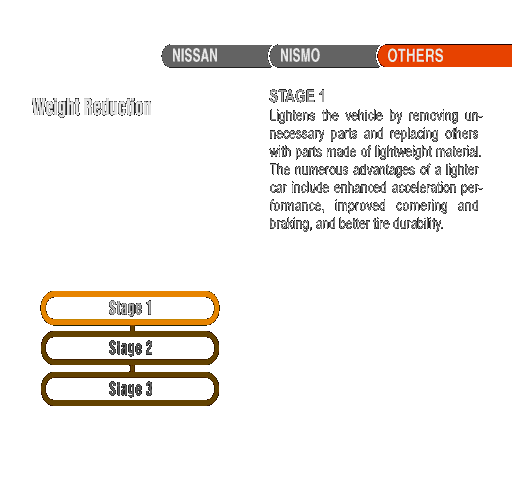 NISSAN NISMO OTHERS
Weight Reduction
STAGE 1
Lightens the vehicle by removing un-
necessary parts and replacing others
with parts made of lightweight material.
The numerous advantages of a lighter
car include enhanced acceleration per-
formance, improved cornering and
braking, and better tire durability.
Stage 1
Stage 2
Stage 3